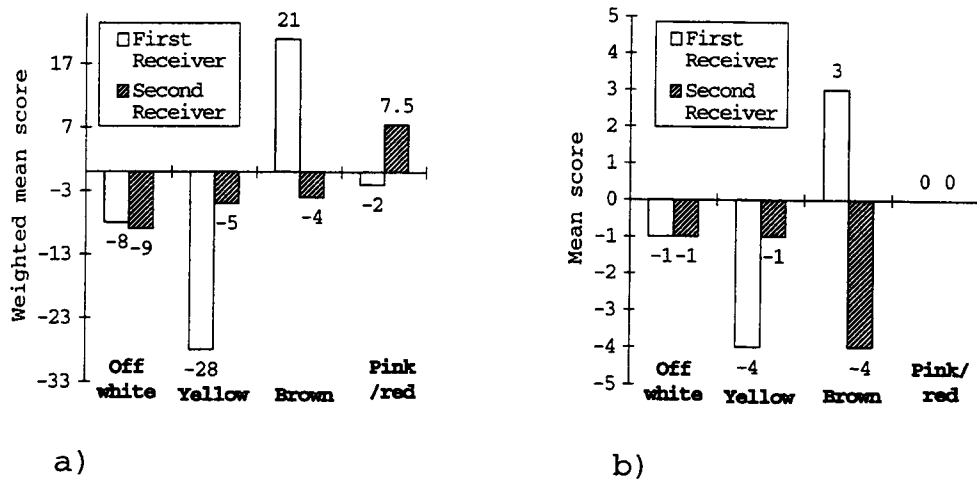 Weighted mean score
17
7
-3
-13
-23
-33
First
Receiver
Second
Receiver
21
7.5
-8
-9
-28
-5
-4
-2
Off
white
Yellow
Brown
Pink
/red
a)
Mean score
5
4
3
2
1
0
-1
-2
-3
-4
-5
First
Receiver
Second
Receiver
3
0 0
-1
-1
-4
-1
-4
Off
white
Yellow
Brown
Pink/
red
b)